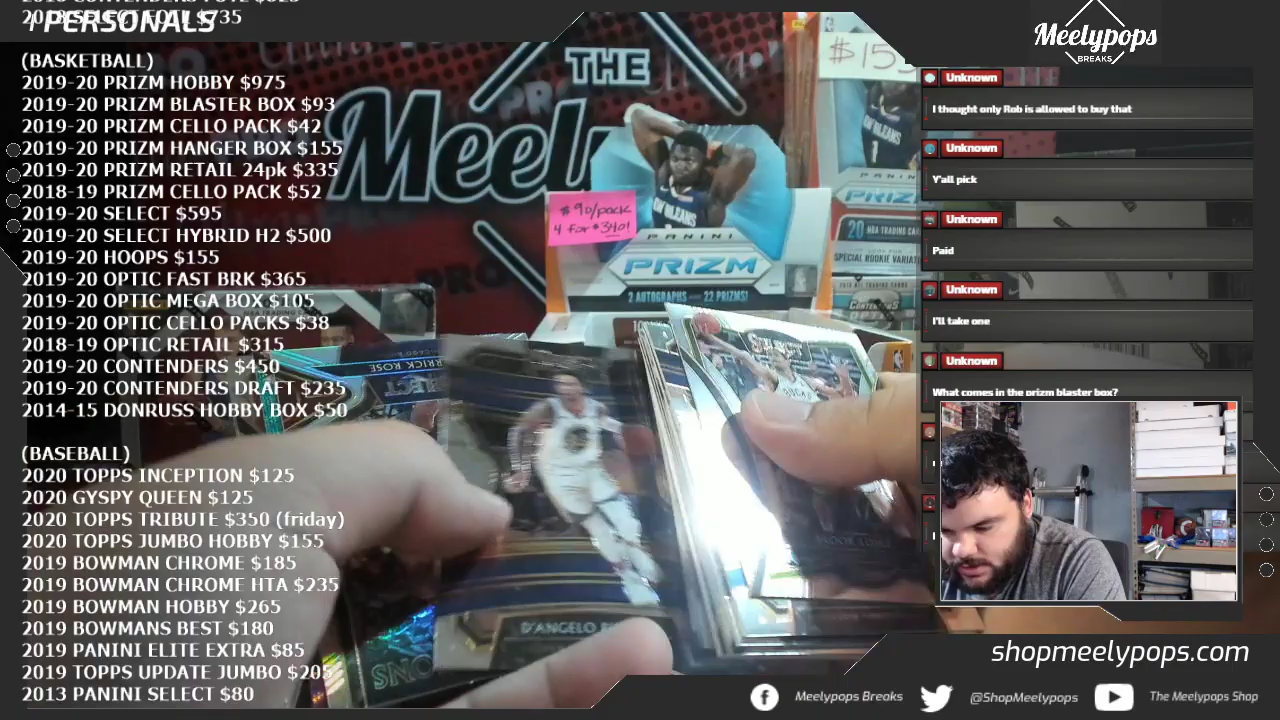 / PERSONALS
(BASKETBALL)
2019-20 PRIZM HOBBY $975
2019-20 PRIZM BLASTER BOX $93
2019-20 PRIZM CELLO PACK $42
2019-20 PRIZM HANGER BOX $155
2019-20 PRIZM RETAIL 24pk $335
2018-19 PRIZM CELLO PACK $52
2019-20 SELECT $595
2019-20 SELECT HYBRID H2 $500
2019-20 HOOPS $155
2019-20 OPTIC FAST BRK $365
2019-20 OPTIC MEGA BOX $105
2019-20 OPTIC CELLO PACKS $38
2018-19 OPTIC RETAIL $315
2019-20 CONTENDERS $450
2019-20 CONTENDERS DRAFT $235
2014-15 DONRUSS HOBBY BOX $50
(BASEBALL)
2020 TOPPS INCEPTION $125
2020 GYSPY QUEEN $125
2020 TOPPS TRIBUTE $350 (friday)
2020 TOPPS JUMBO HOBBY $155
2019 BOWMAN CHROME $185
2019 BOWMAN CHROME HTA $235
2019 BOWMAN HOBBY $265
2019 BOWMANS BEST $180
2019 PANINI ELITE EXTRA $85
2019 TOPPS UPDATE JUMBO $205
2013 PANINI SELECT $80
THE
Meely
$90/pack
4 for $340!
PANINI
PRIZM
2 AUTOGRAPHS
22 PRIZMS!
PRIZM
20 NBA TRADING
SPECIAL ROOKIE
D'ANGELO
Meelypops
BREAKS
Unknown
I thought only Rob is allowed to buy that
Unknown
Y'all pick
Unknown
Paid
Unknown
I'll take one
Unknown
What comes in the prizm blaster box?
shopmeelypops.com
Meelypops Breaks
@ShopMeelypops
The Meelypops Shop